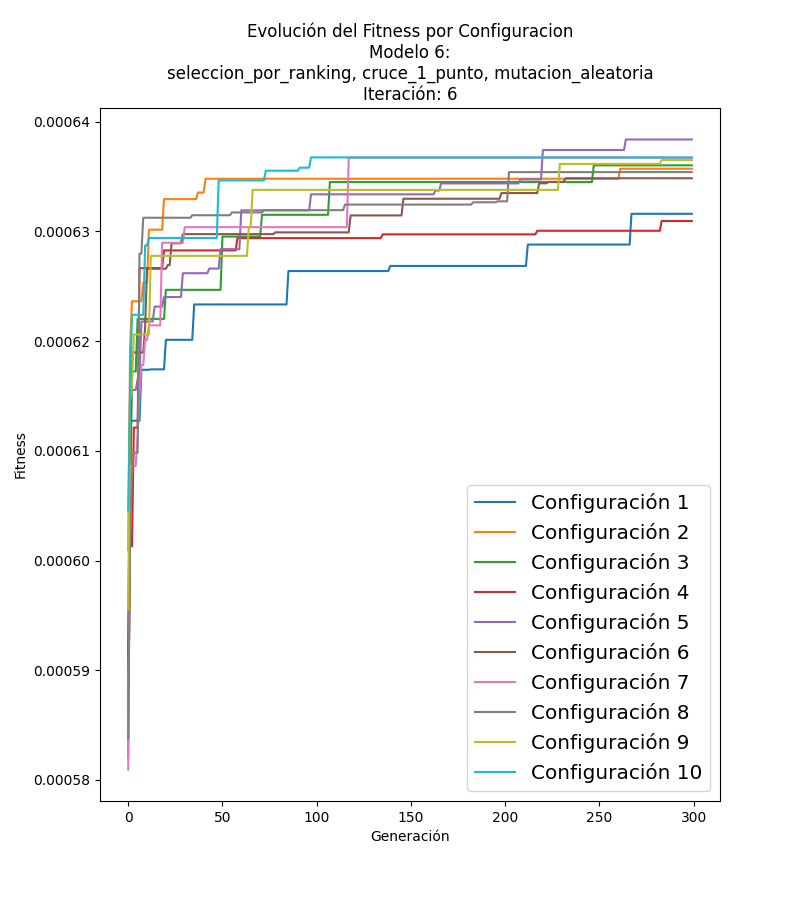 Evolución del Fitness por Configuracion
Modelo 6:
seleccion_por_ranking, cruce_1_punto, mutacion_aleatoria
Iteración: 6
0.00064
0.00063
0.00062
0.00061
0.00060
0.00059
0.00058
Fitness
Configuración 1
Configuración 2
Configuración 3
Configuración 4
Configuración 5
Configuración 6
Configuración 7
Configuración 8
Configuración 9
Configuración 10
0 50 100 150 200 250 300
Generación